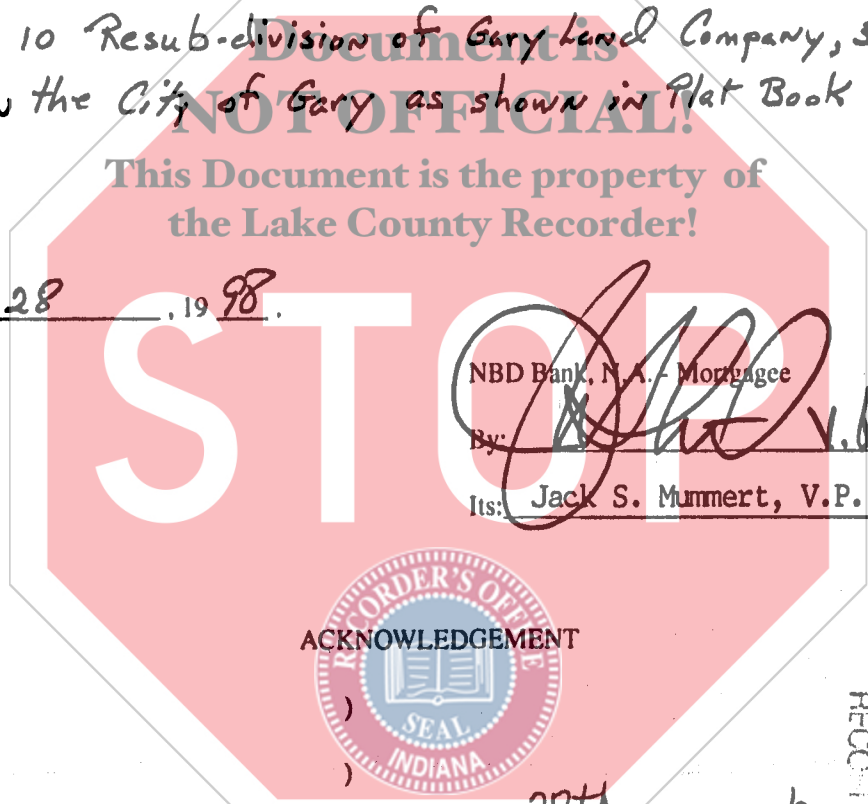 10 Resub-division of Gary Land Company,
Document is
the City of Gary as shown in Plat Book
NOT OFFICIAL!
This Document is the property of
the Lake County Recorder!
28, 19 98.
STOP
NBD Bank, N.A. - Mortgagee
By:
Its: Jack S. Mummert, V.P.
RECORDER'S OFFICE
ACKNOWLEDGEMENT
)
SEAL
INDIANA
)